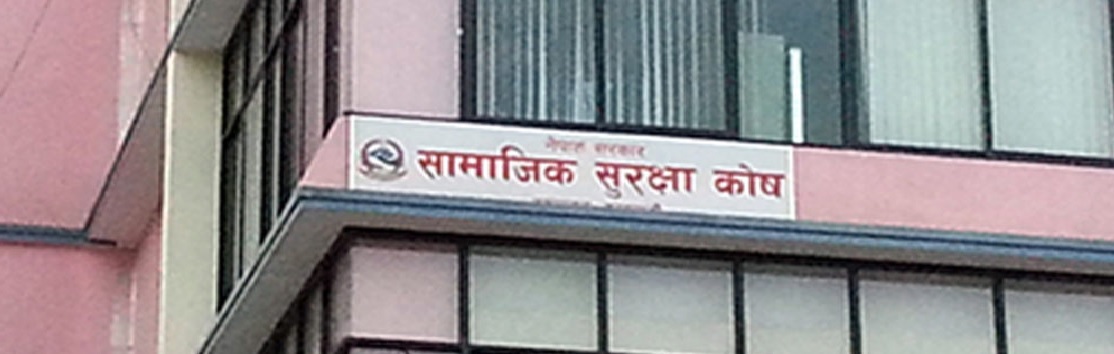 नेपाल सरकार
सामाजिक सुरक्षा कोष